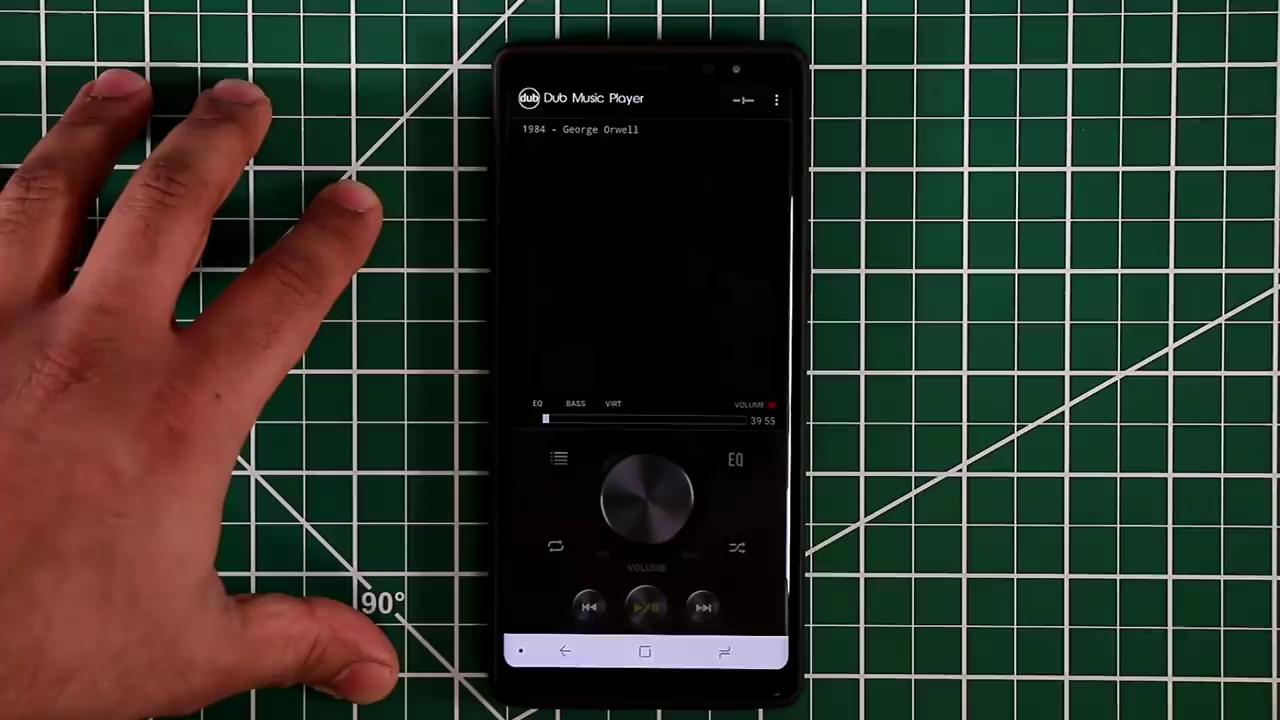 dub Dub Music Player
1984 - George Orwell
EQ BASS VIRT VOLUME
39:55
EQ
VOLUME
90°